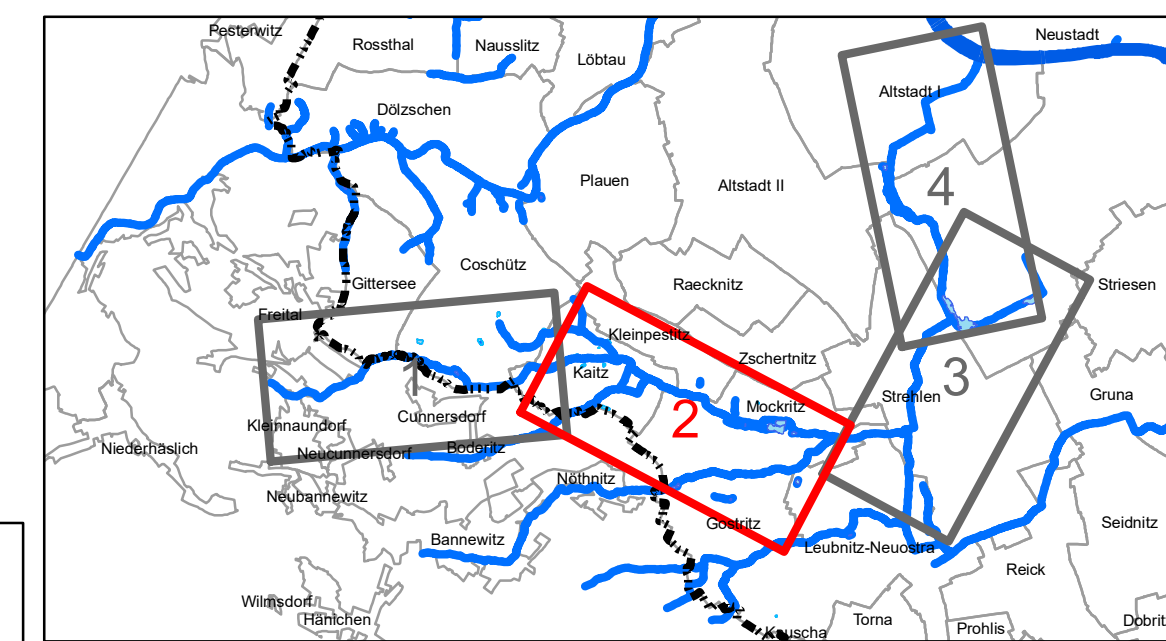 Pesterwitz
Rossthal
Nausslitz
Löbtau
Neustadt
Dölzschen
Altstadt I
Plauen
Altstadt II
4
Coschütz
Gittersee
Raecknitz
Striesen
Freital
Kleinpestitz
Zschertnitz
Kaitz
1
3
Strehlen
Gruna
Mockritz
2
Cunnersdorf
Kleinnaundorf
Niederhäslich
Neucunnersdorf
Boderitz
Nöthnitz
Neubannewitz
Gostritz
Seidnitz
Bannewitz
Leubnitz-Neuostra
Reick
Wilmsdorf
Hänichen
Kauscha
Torna
Prohlis
Dobrit